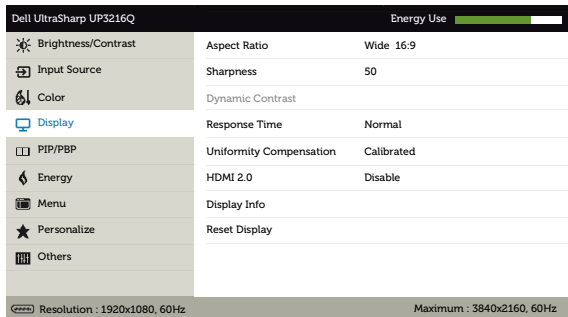 Dell UltraSharp UP3216Q Energy Use
Brightness/Contrast Aspect Ratio Wide 16:9
Input Source Sharpness 50
Color Dynamic Contrast
Display Response Time Normal
PIP/PBP Uniformity Compensation Calibrated
Energy HDMI 2.0 Disable
Menu Display Info
Personalize Reset Display
Others
Resolution : 1920x1080, 60Hz Maximum : 3840x2160, 60Hz